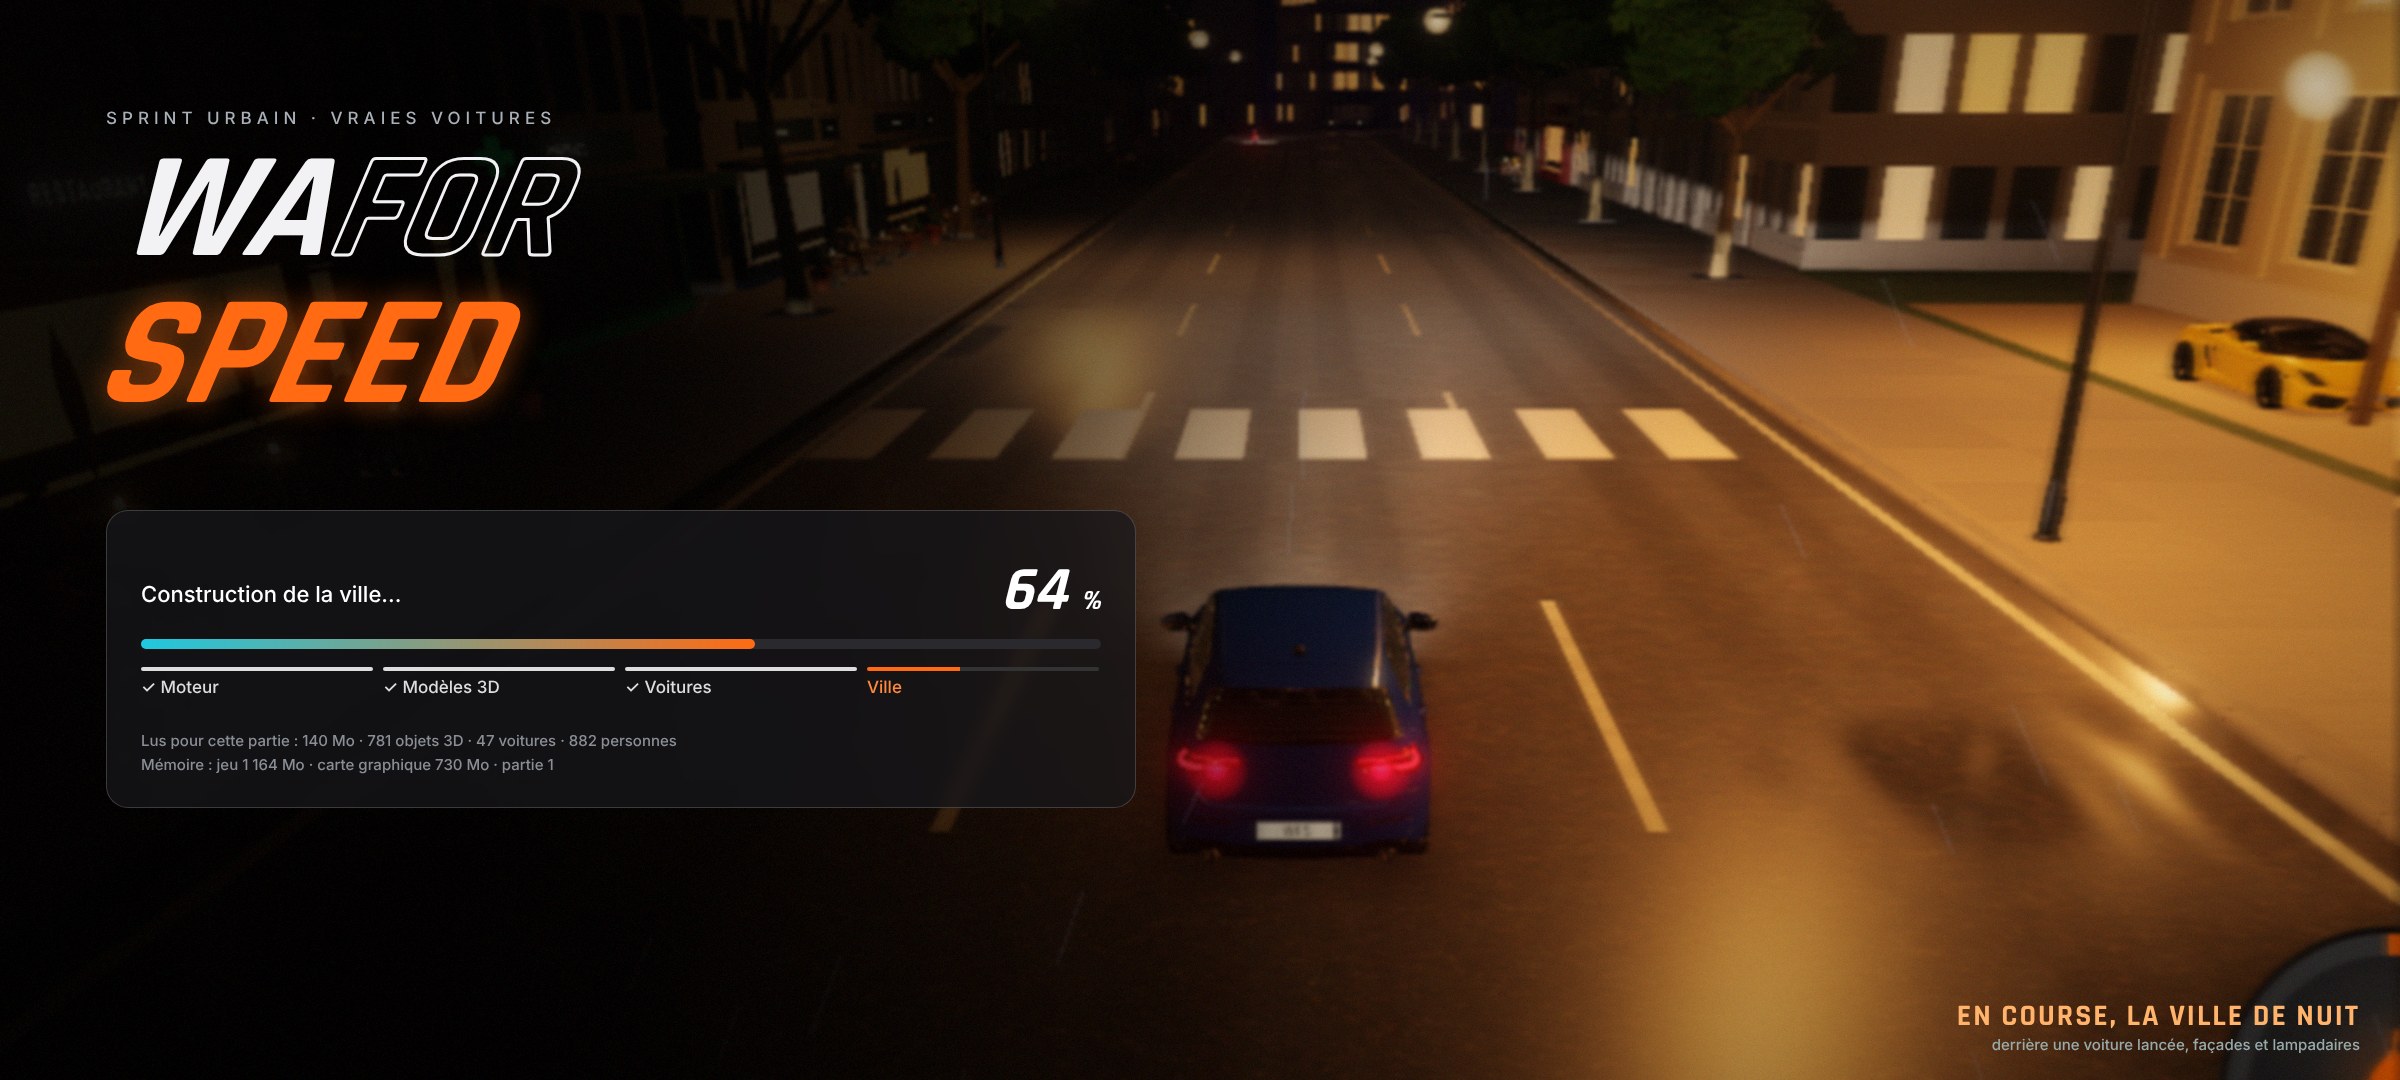 SPRINT URBAIN · VRAIES VOITURES
WAFOR
SPEED
Construction de la ville...
64 %
✓ Moteur
✓ Modèles 3D
✓ Voitures
Ville
Lus pour cette partie : 140 Mo · 781 objets 3D · 47 voitures · 882 personnes
Mémoire : jeu 1 164 Mo · carte graphique 730 Mo · partie 1
EN COURSE, LA VILLE DE NUIT
derrière une voiture lancée, façades et lampadaires